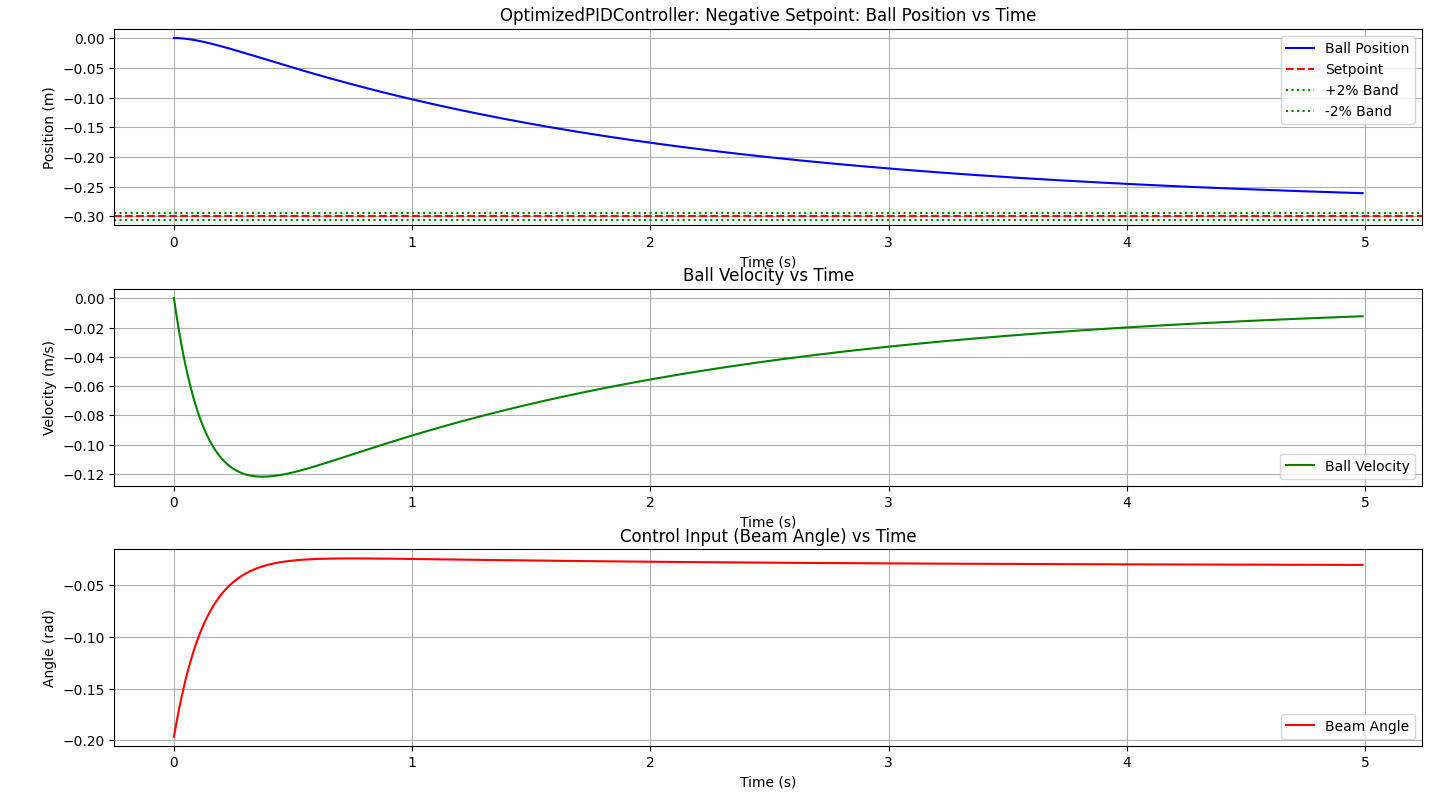 OptimizedPIDController: Negative Setpoint: Ball Position vs Time
Position (m)
0.00
−0.05
−0.10
−0.15
−0.20
−0.25
−0.30
Ball Position
Setpoint
+2% Band
-2% Band
0 1 2 3 4 5
Time (s)
Ball Velocity vs Time
Velocity (m/s)
0.00
−0.02
−0.04
−0.06
−0.08
−0.10
−0.12
Ball Velocity
0 1 2 3 4 5
Time (s)
Control Input (Beam Angle) vs Time
Angle (rad)
−0.05
−0.10
−0.15
−0.20
Beam Angle
0 1 2 3 4 5
Time (s)